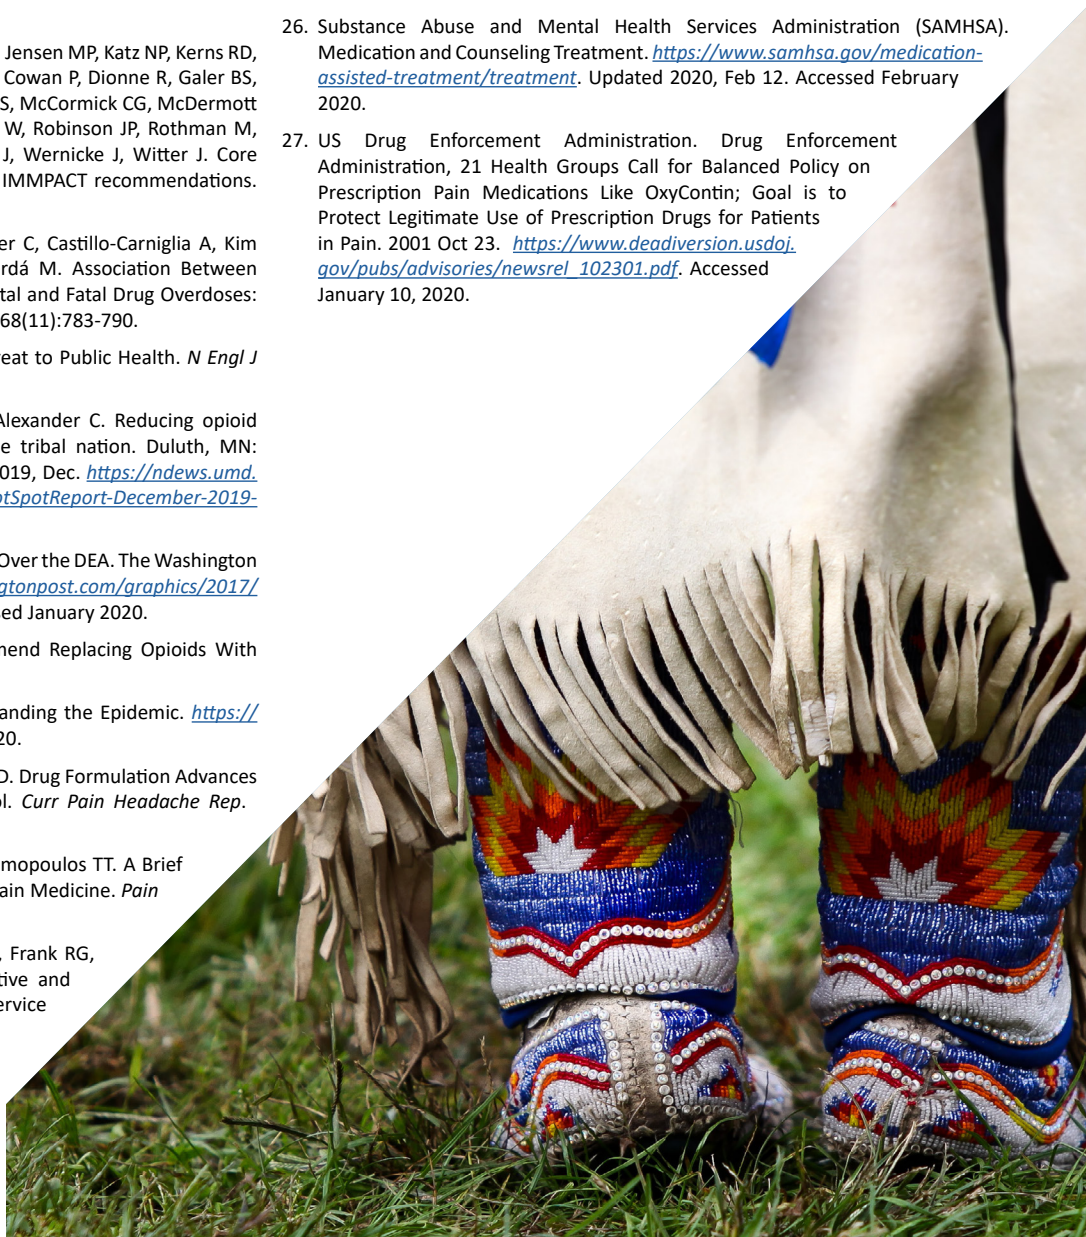 Jensen MP, Katz NP, Kerns RD,
Cowan P, Dionne R, Galer BS,
S, McCormick CG, McDermott
W, Robinson JP, Rothman M,
J, Wernicke J, Witter J. Core
IMMPACT recommendations.
er C, Castillo-Carniglia A, Kim
rdá M. Association Between
tal and Fatal Drug Overdoses:
68(11):783-790.
eat to Public Health. N Engl J
Alexander C. Reducing opioid
e tribal nation. Duluth, MN:
019, Dec. https://ndews.umd.
otSpotReport-December-2019-
Over the DEA. The Washington
gtonpost.com/graphics/2017/
sed January 2020.
mend Replacing Opioids With
anding the Epidemic. https://
20.
D. Drug Formulation Advances
ol. Curr Pain Headache Rep.
mopoulos TT. A Brief
ain Medicine. Pain
, Frank RG,
tive and
ervice
26. Substance Abuse and Mental Health Services Administration (SAMHSA).
Medication and Counseling Treatment. https://www.samhsa.gov/medication-
assisted-treatment/treatment. Updated 2020, Feb 12. Accessed February
2020.
27. US Drug Enforcement Administration. Drug Enforcement
Administration, 21 Health Groups Call for Balanced Policy on
Prescription Pain Medications Like OxyContin; Goal is to
Protect Legitimate Use of Prescription Drugs for Patients
in Pain. 2001 Oct 23. https://www.deadiversion.usdoj.
gov/pubs/advisories/newsrel_102301.pdf. Accessed
January 10, 2020.